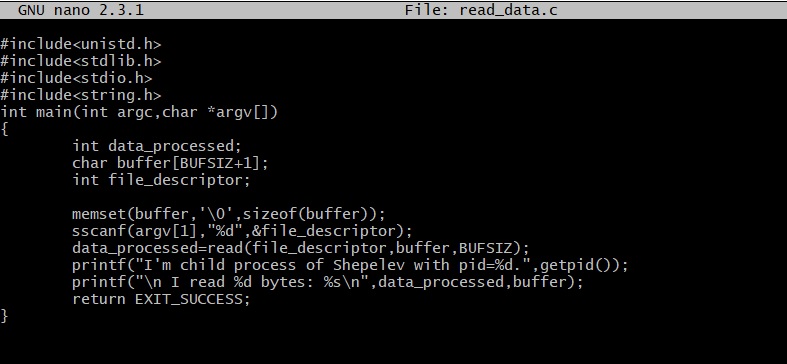 GNU nano 2.3.1 File: read_data.c
#include<unistd.h>
#include<stdlib.h>
#include<stdio.h>
#include<string.h>
int main(int argc,char *argv[])
{
        int data_processed;
        char buffer[BUFSIZ+1];
        int file_descriptor;

        memset(buffer,'\0',sizeof(buffer));
        sscanf(argv[1],"%d",&file_descriptor);
        data_processed=read(file_descriptor,buffer,BUFSIZ);
        printf("I'm child process of Shepelev with pid=%d.",getpid());
        printf("\n I read %d bytes: %s\n",data_processed,buffer);
        return EXIT_SUCCESS;
}